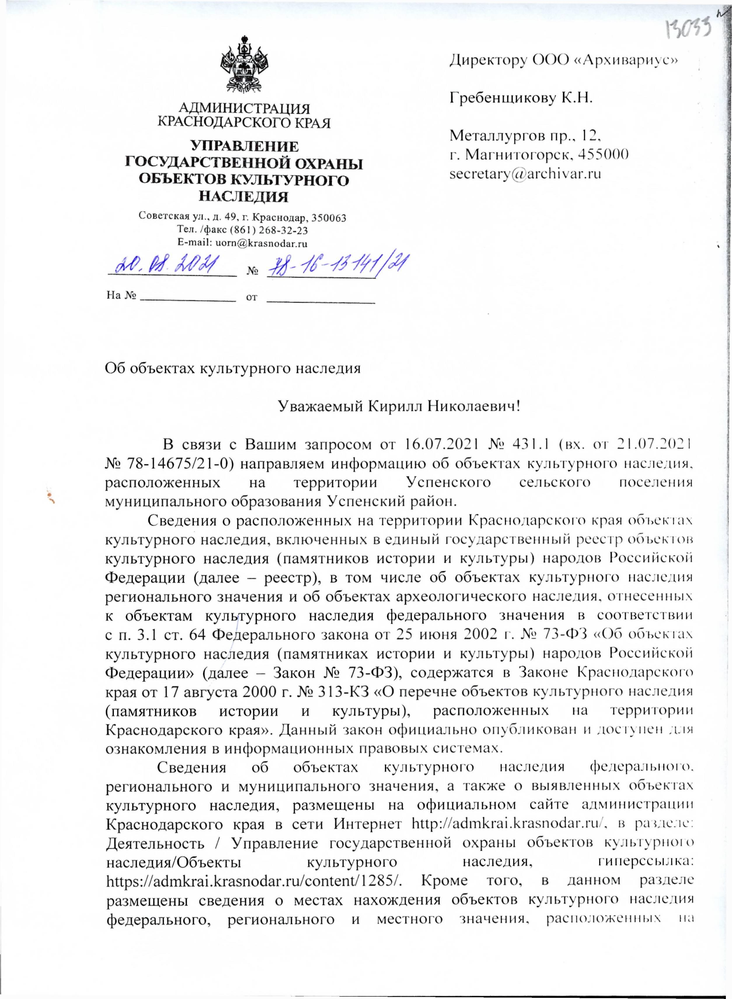 13033
АДМИНИСТРАЦИЯ
КРАСНОДАРСКОГО КРАЯ
УПРАВЛЕНИЕ
ГОСУДАРСТВЕННОЙ ОХРАНЫ
ОБЪЕКТОВ КУЛЬТУРНОГО
НАСЛЕДИЯ
Советская ул., д. 49, г. Краснодар, 350063
Тел. /факс (861) 268-32-23
E-mail: uorn@krasnodar.ru
20.08.2021 № 78-16-13141/21
На № от
Директору ООО «Архивариус»
Гребенщикову К.Н.
Металлургов пр., 12,
г. Магнитогорск, 455000
secretary@archivar.ru
Об объектах культурного наследия
Уважаемый Кирилл Николаевич!
В связи с Вашим запросом от 16.07.2021 № 431.1 (вх. от 21.07.2021
№ 78-14675/21-0) направляем информацию об объектах культурного наследия,
расположенных на территории Успенского сельского поселения
муниципального образования Успенский район.
Сведения о расположенных на территории Краснодарского края объектах
культурного наследия, включенных в единый государственный реестр объектов
культурного наследия (памятников истории и культуры) народов Российской
Федерации (далее – реестр), в том числе об объектах культурного наследия
регионального значения и об объектах археологического наследия, отнесенных
к объектам культурного наследия федерального значения в соответствии
с п. 3.1 ст. 64 Федерального закона от 25 июня 2002 г. № 73-ФЗ «Об объектах
культурного наследия (памятниках истории и культуры) народов Российской
Федерации» (далее – Закон № 73-ФЗ), содержатся в Законе Краснодарского
края от 17 августа 2000 г. № 313-КЗ «О перечне объектов культурного наследия
(памятников истории и культуры), расположенных на территории
Краснодарского края». Данный закон официально опубликован и доступен для
ознакомления в информационных правовых системах.
Сведения об объектах культурного наследия федерального,
регионального и муниципального значения, а также о выявленных объектах
культурного наследия, размещены на официальном сайте администрации
Краснодарского края в сети Интернет http://admkrai.krasnodar.ru/, в разделе:
Деятельность / Управление государственной охраны объектов культурного
наследия/Объекты культурного наследия, гиперссылка:
https://admkrai.krasnodar.ru/content/1285/. Кроме того, в данном разделе
размещены сведения о местах нахождения объектов культурного наследия
федерального, регионального и местного значения, расположенных на